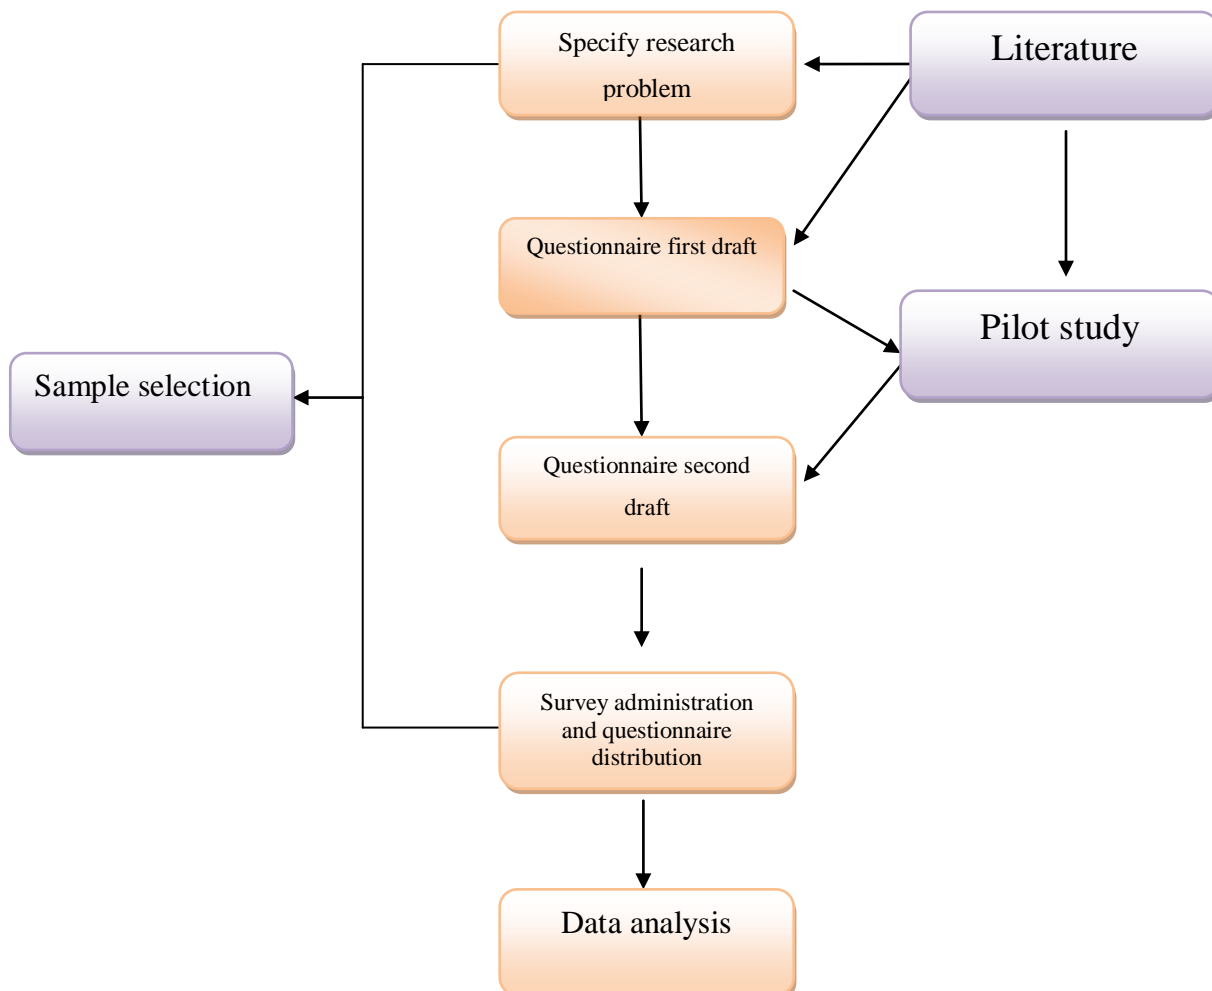 Specify research
problem
Literature
Questionnaire first draft
Pilot study
Sample selection
Questionnaire second
draft
Survey administration
and questionnaire
distribution
Data analysis